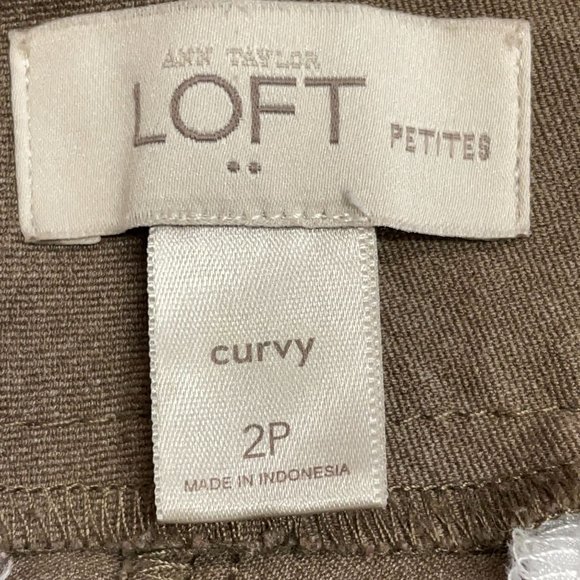 ANN TAYLOR
LOFT
PETITES
curvy
2P
MADE IN INDONESIA